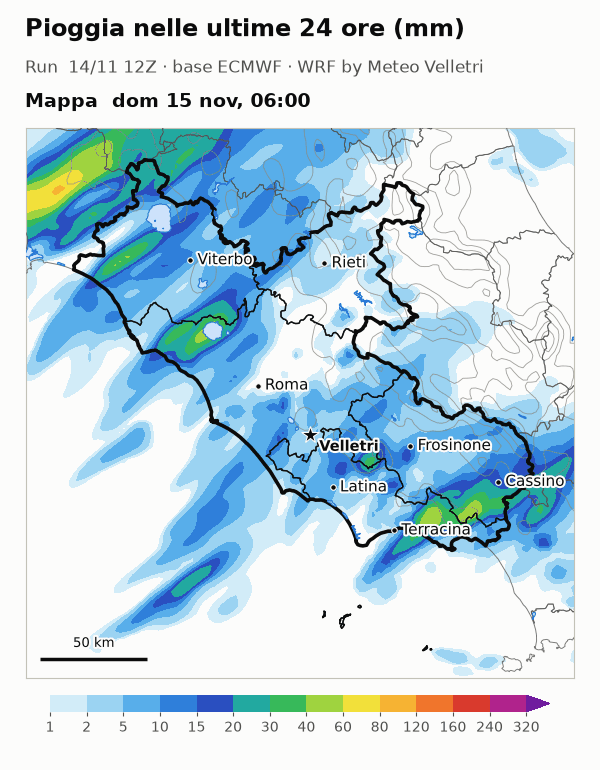 Pioggia nelle ultime 24 ore (mm)
Run 14/11 12Z · base ECMWF · WRF by Meteo Velletri
Mappa dom 15 nov, 06:00
Viterbo
Rieti
Roma
Velletri
Frosinone
Latina
Cassino
Terracina
50 km
1 2 5 10 15 20 30 40 60 80 120 160 240 320